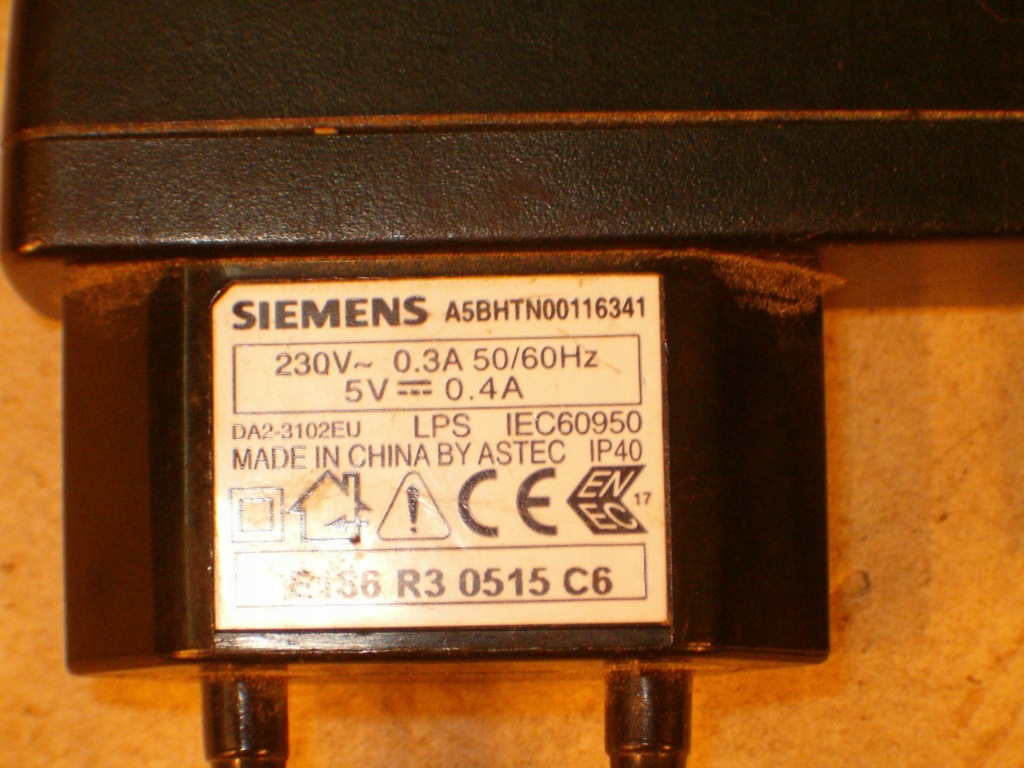 SIEMENS A5BHTN00116341
230V~ 0.3A 50/60Hz
5V⎓ 0.4A
DA2-3102EU LPS IEC60950
MADE IN CHINA BY ASTEC IP40
CE EN EC 17
R3 0515 C6